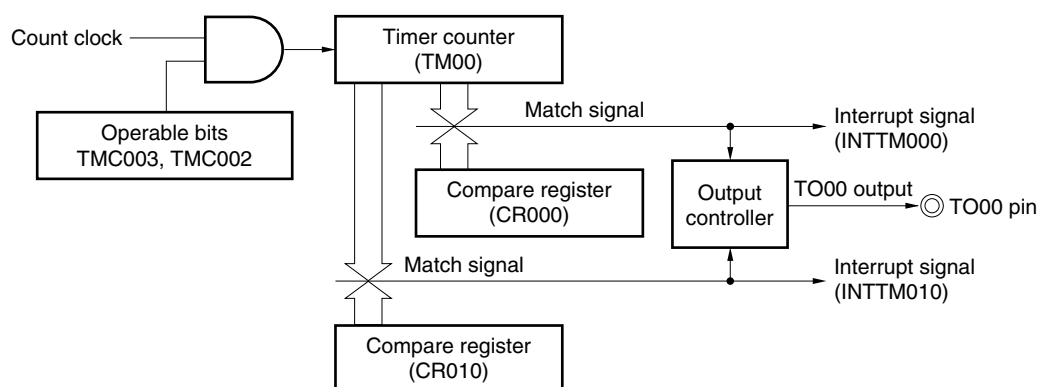 Count clock
Timer counter
(TM00)
Operable bits
TMC003, TMC002
Match signal
Interrupt signal
(INTTM000)
Compare register
(CR000)
Output
controller
TO00 output
TO00 pin
Match signal
Interrupt signal
(INTTM010)
Compare register
(CR010)